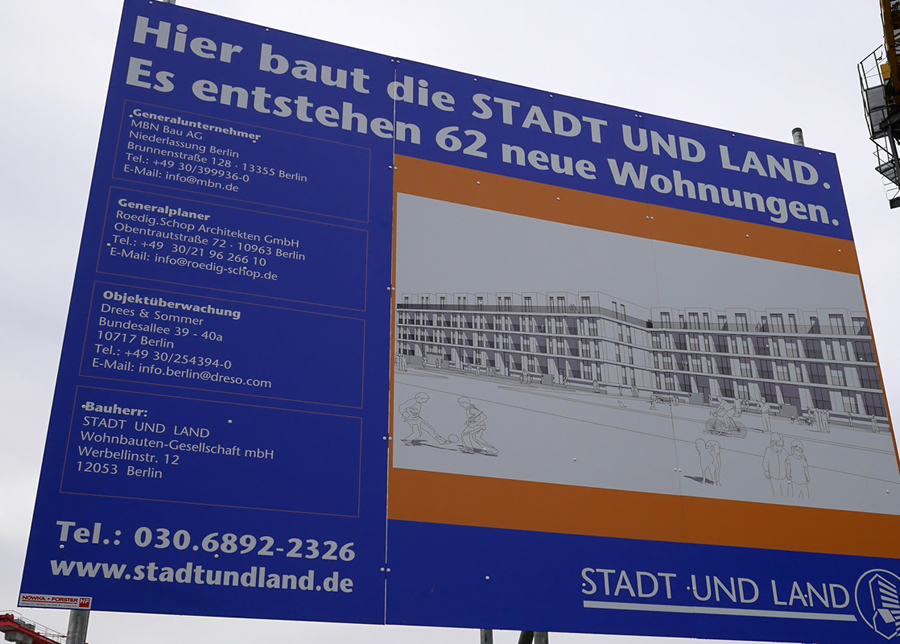 Hier baut die STADT UND LAND.
Es entstehen 62 neue Wohnungen.
Generalunternehmer
MBN Bau AG
Niederlassung Berlin
Brunnenstraße 128 · 13355 Berlin
Tel.: +49 30/399936-0
E-Mail: info@mbn.de
Generalplaner
Roedig.Schop Architekten GmbH
Obentrautstraße 72 · 10963 Berlin
Tel.: +49 30/21 96 266 10
E-Mail: info@roedig-schop.de
Objektüberwachung
Drees & Sommer
Bundesallee 39 - 40a
10717 Berlin
Tel.: +49 30/254394-0
E-Mail: info.berlin@dreso.com
Bauherr:
STADT UND LAND
Wohnbauten-Gesellschaft mbH
Werbellinstr. 12
12053 Berlin
Tel.: 030.6892-2326
www.stadtundland.de
STADT UND LAND
NOWKA + FORSTER